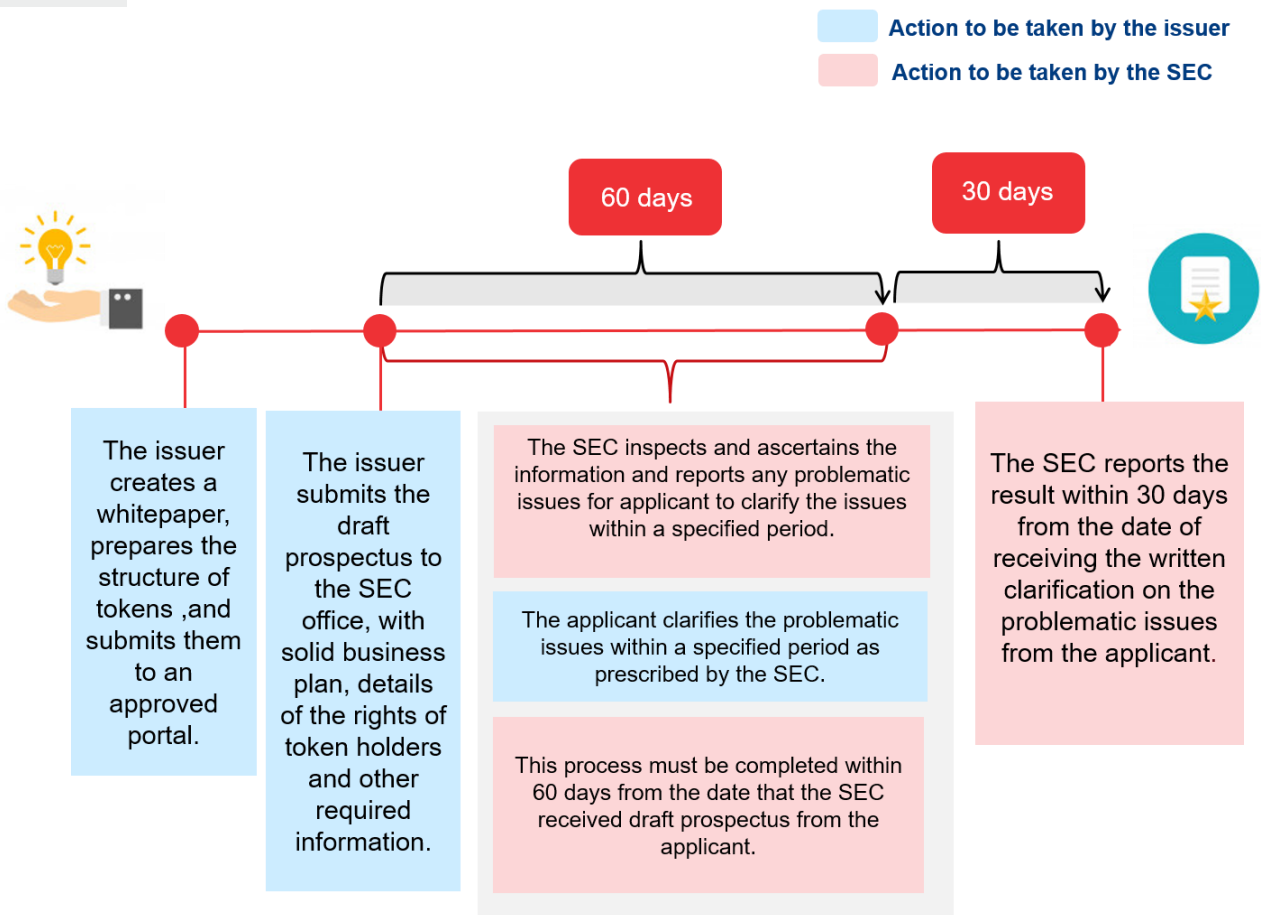 Action to be taken by the issuer
Action to be taken by the SEC
60 days
30 days
The issuer
creates a
whitepaper,
prepares the
structure of
tokens ,and
submits them
to an
approved
portal.
The issuer
submits the
draft
prospectus to
the SEC
office, with
solid business
plan, details
of the rights of
token holders
and other
required
information.
The SEC inspects and ascertains the
information and reports any problematic
issues for applicant to clarify the issues
within a specified period.
The applicant clarifies the problematic
issues within a specified period as
prescribed by the SEC.
This process must be completed within
60 days from the date that the SEC
received draft prospectus from the
applicant.
The SEC reports the
result within 30 days
from the date of
receiving the written
clarification on the
problematic issues
from the applicant.